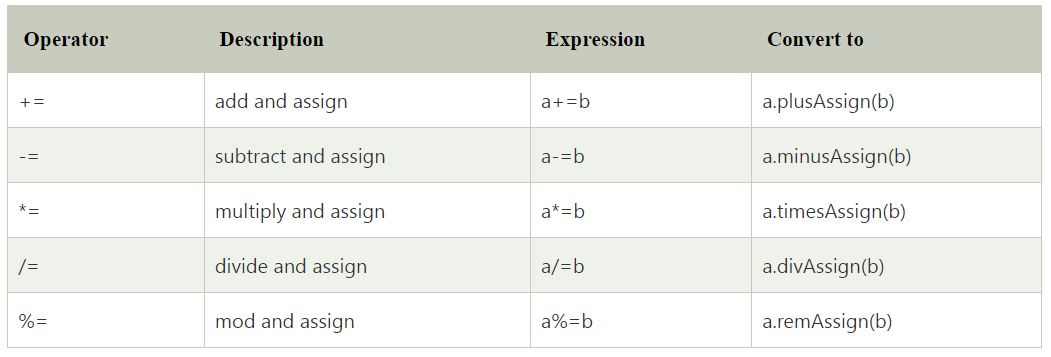 Operator Description Expression Convert to
+= add and assign a+=b a.plusAssign(b)
-= subtract and assign a-=b a.minusAssign(b)
*= multiply and assign a*=b a.timesAssign(b)
/= divide and assign a/=b a.divAssign(b)
%= mod and assign a%=b a.remAssign(b)